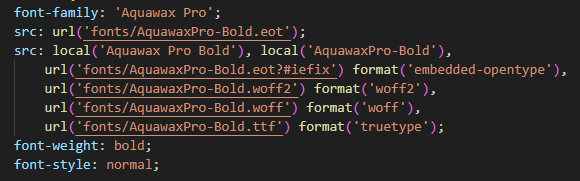 font-family: 'Aquawax Pro';
src: url('fonts/AquawaxPro-Bold.eot');
src: local('Aquawax Pro Bold'), local('AquawaxPro-Bold'),
url('fonts/AquawaxPro-Bold.eot?#iefix') format('embedded-opentype'),
url('fonts/AquawaxPro-Bold.woff2') format('woff2'),
url('fonts/AquawaxPro-Bold.woff') format('woff'),
url('fonts/AquawaxPro-Bold.ttf') format('truetype');
font-weight: bold;
font-style: normal;